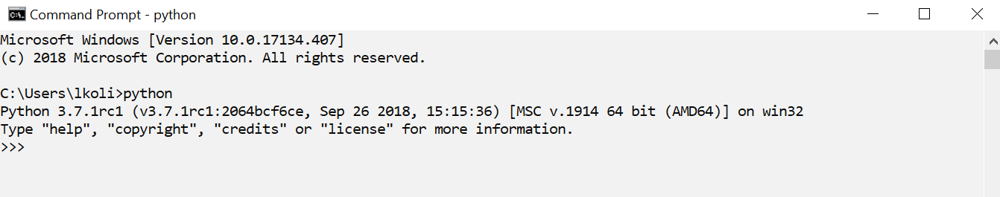 Command Prompt - python
Microsoft Windows [Version 10.0.17134.407]
(c) 2018 Microsoft Corporation. All rights reserved.
C:\Users\lkoli>python
Python 3.7.1rc1 (v3.7.1rc1:2064bcf6ce, Sep 26 2018, 15:15:36) [MSC v.1914 64 bit (AMD64)] on win32
Type "help", "copyright", "credits" or "license" for more information.
>>>